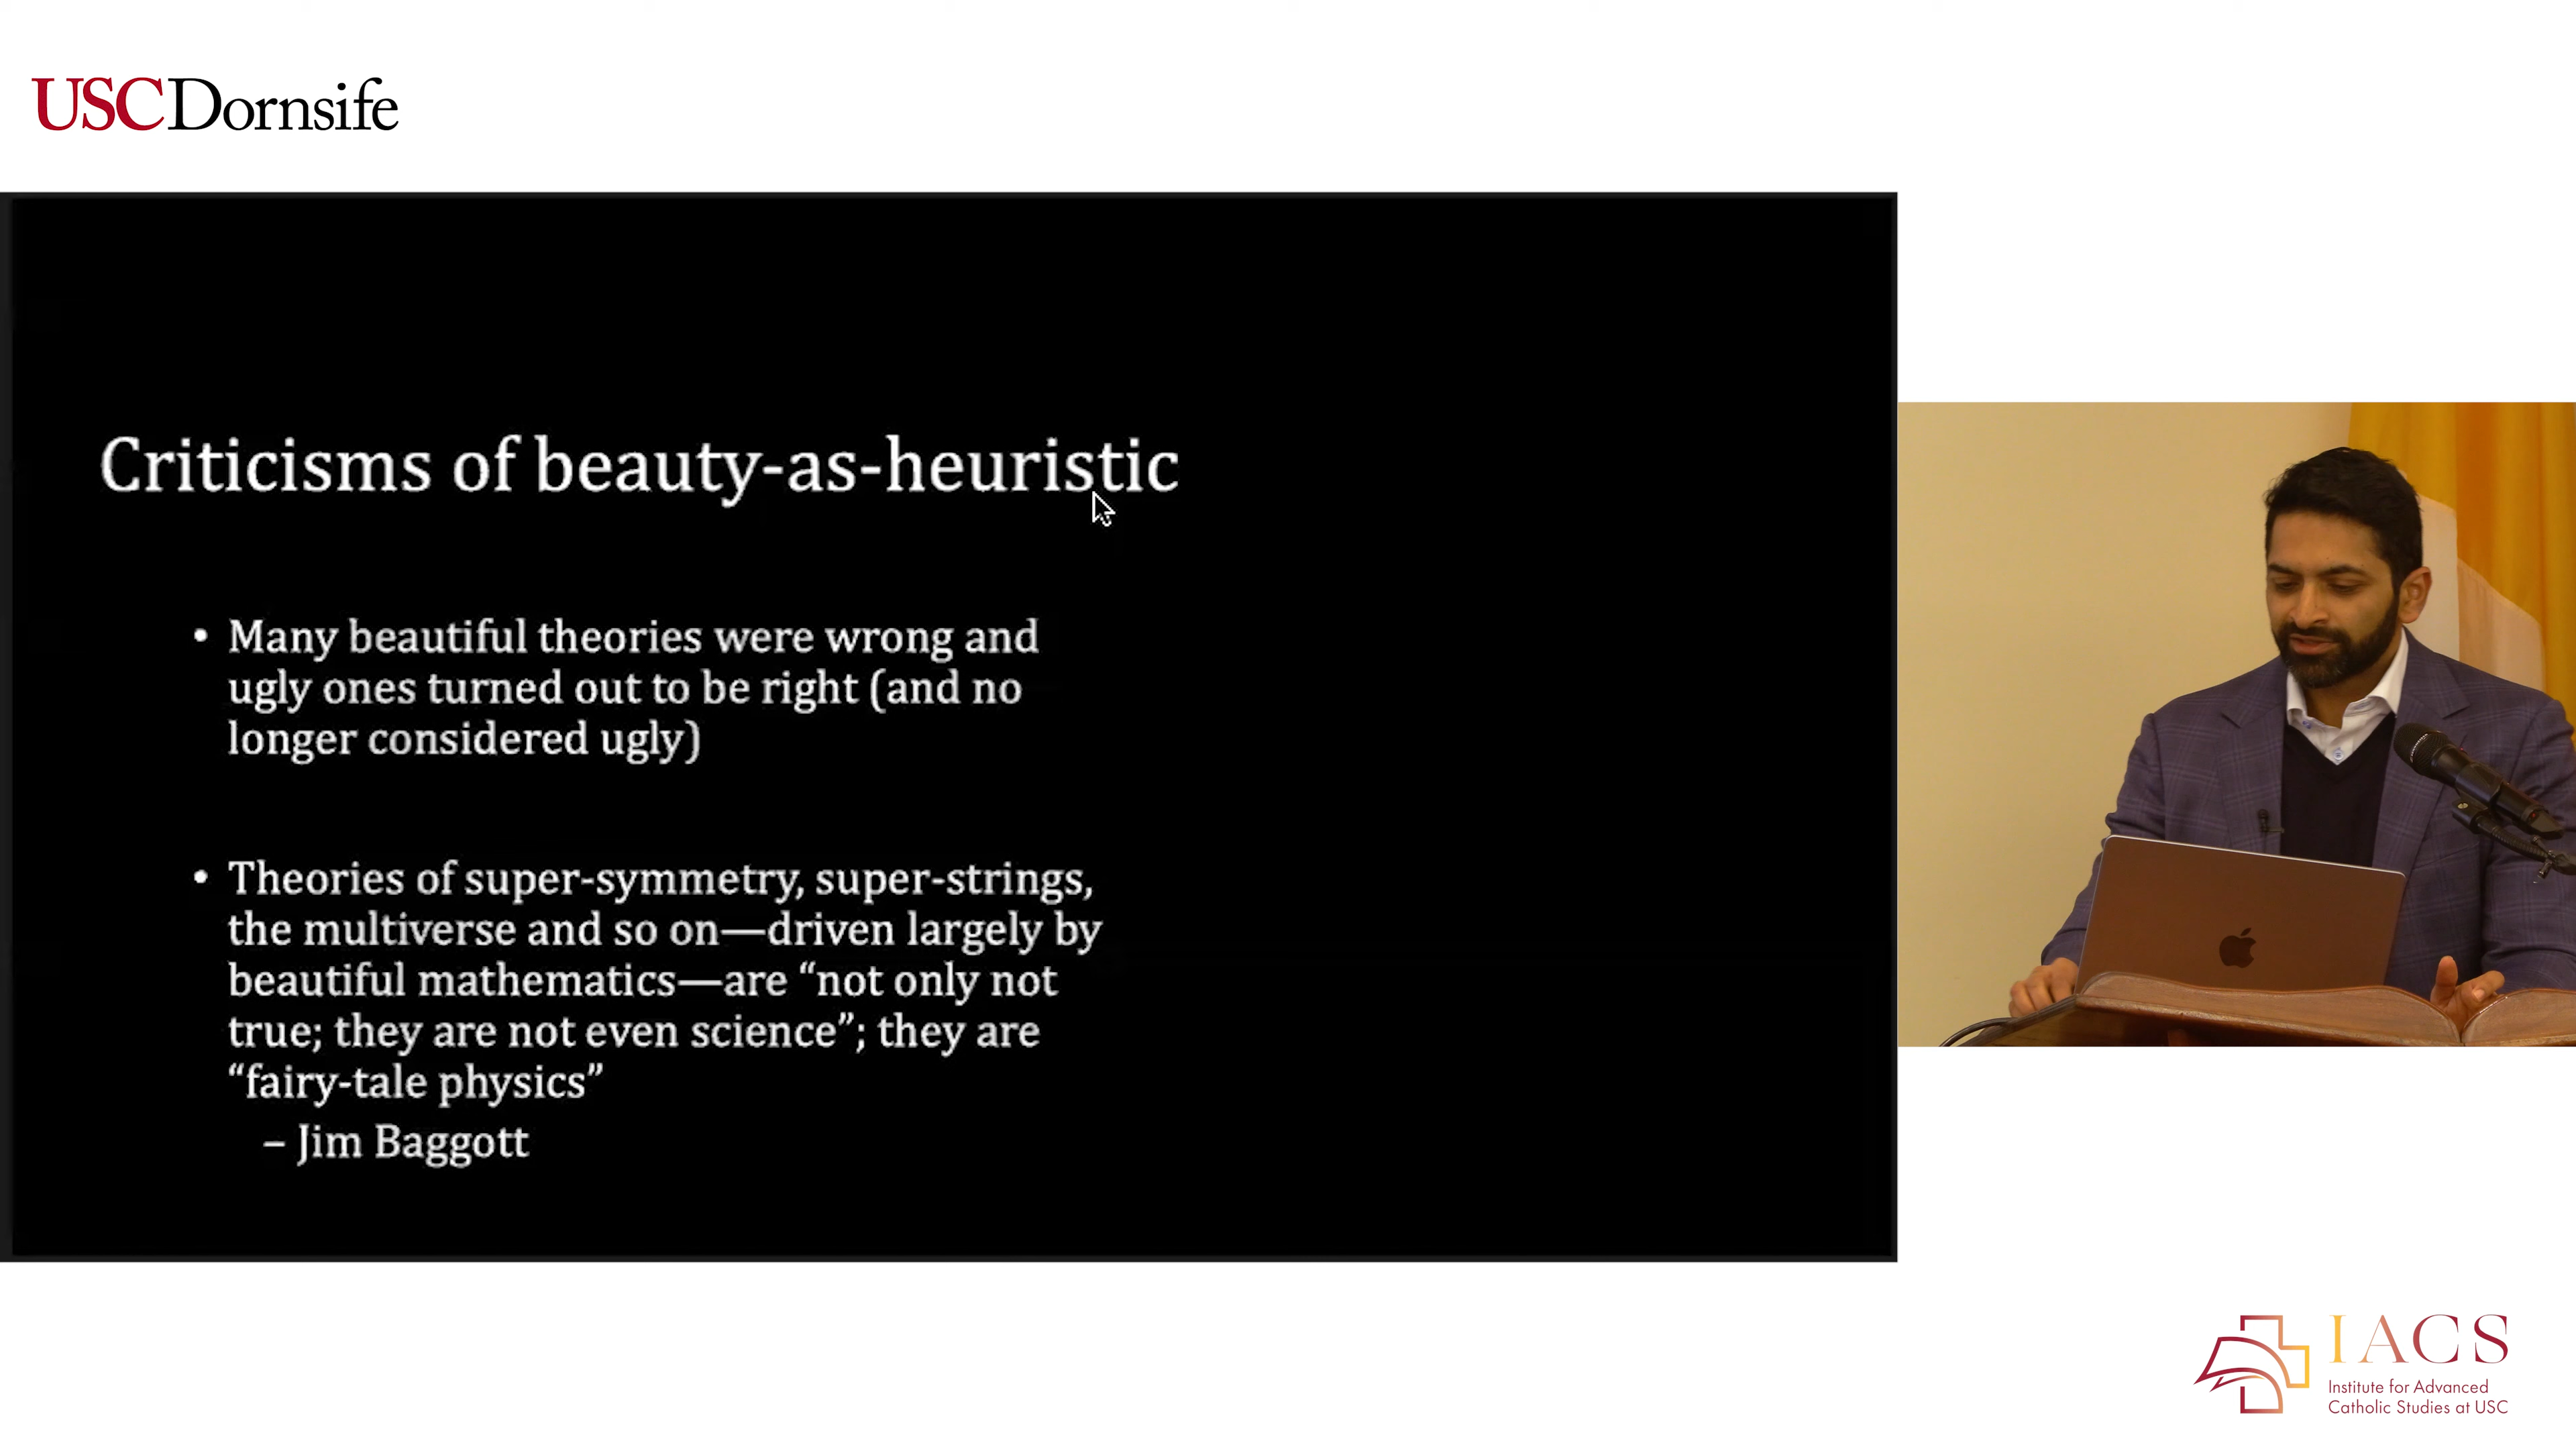 USCDornsife
Criticisms of beauty-as-heuristic
• Many beautiful theories were wrong and
ugly ones turned out to be right (and no
longer considered ugly)
• Theories of super-symmetry, super-strings,
the multiverse and so on—driven largely by
beautiful mathematics—are “not only not
true; they are not even science”; they are
“fairy-tale physics”
– Jim Baggott
IACS
Institute for Advanced
Catholic Studies at USC